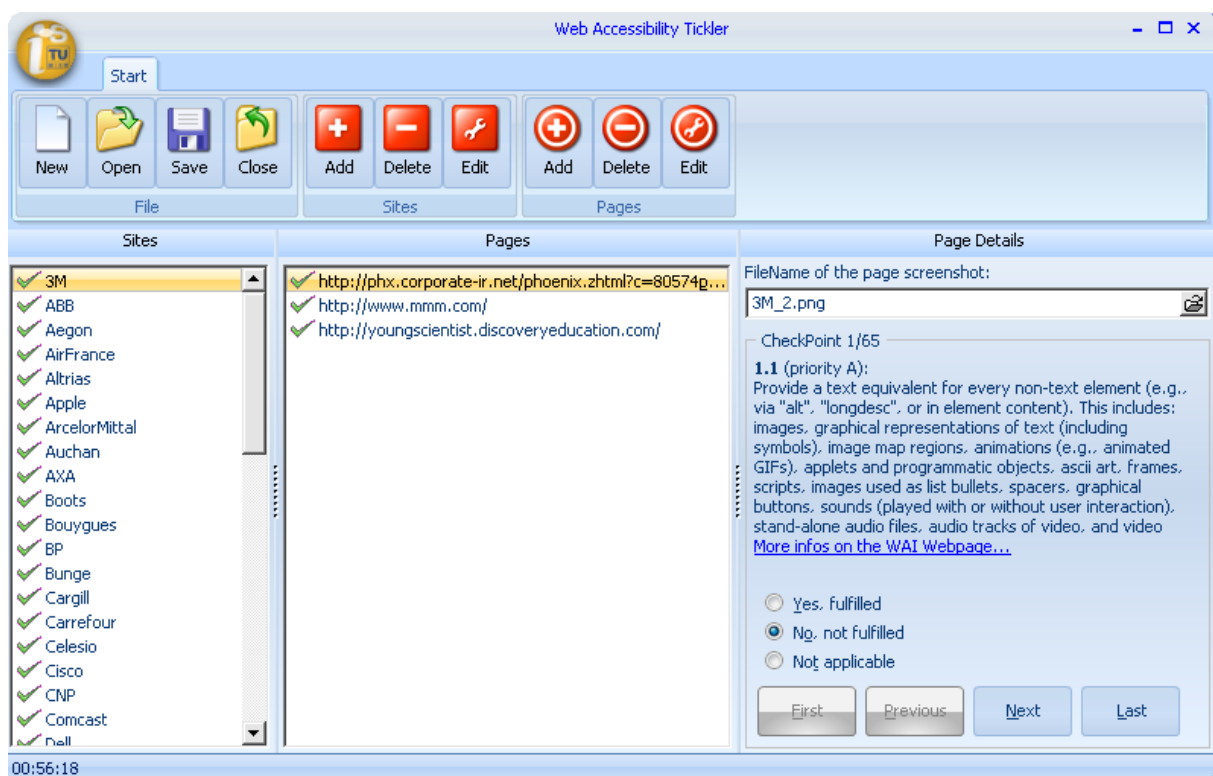 Web Accessibility Tickler
Start
New Open Save Close Add Delete Edit Add Delete Edit
File Sites Pages
Sites Pages Page Details
3M
ABB
Aegon
AirFrance
Altrias
Apple
ArcelorMittal
Auchan
AXA
Boots
Bouygues
BP
Bunge
Cargill
Carrefour
Celesio
Cisco
CNP
Comcast
Dell
http://phx.corporate-ir.net/phoenix.zhtml?c=80574p...
http://www.mmm.com/
http://youngscientist.discoveryeducation.com/
FileName of the page screenshot:
3M_2.png
CheckPoint 1/65
1.1 (priority A):
Provide a text equivalent for every non-text element (e.g.,
via "alt", "longdesc", or in element content). This includes:
images, graphical representations of text (including
symbols), image map regions, animations (e.g., animated
GIFs), applets and programmatic objects, ascii art, frames,
scripts, images used as list bullets, spacers, graphical
buttons, sounds (played with or without user interaction),
stand-alone audio files, audio tracks of video, and video
More infos on the WAI Webpage...
Yes, fulfilled
No, not fulfilled
Not applicable
First Previous Next Last
00:56:18